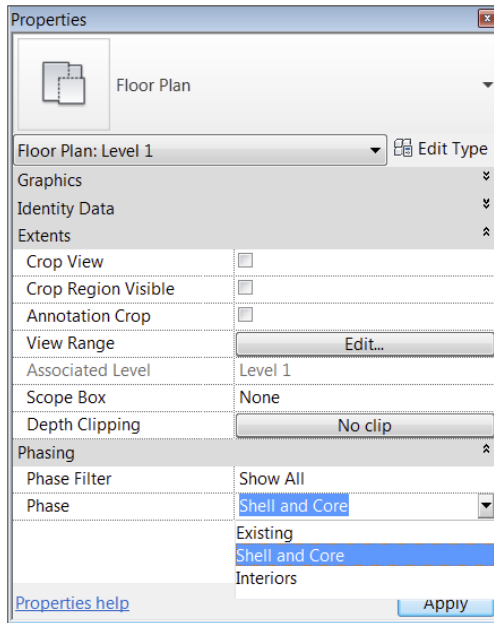 Properties
Floor Plan
Floor Plan: Level 1 Edit Type
Graphics
Identity Data
Extents
Crop View
Crop Region Visible
Annotation Crop
View Range Edit...
Associated Level Level 1
Scope Box None
Depth Clipping No clip
Phasing
Phase Filter Show All
Phase Shell and Core
Existing
Shell and Core
Interiors
Properties help Apply